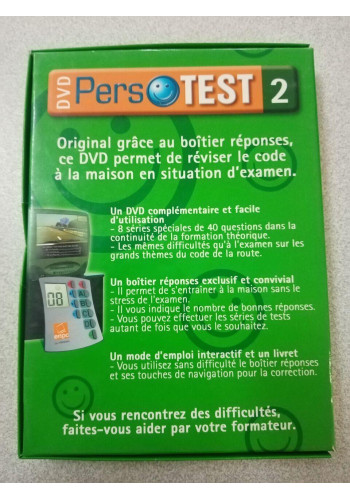 DVD PersoTEST 2
Original grâce au boîtier réponses,
ce DVD permet de réviser le code
à la maison en situation d'examen.
Un DVD complémentaire et facile
d'utilisation
- 8 séries spéciales de 40 questions dans la
continuité de la formation théorique.
- Les mêmes difficultés qu'à l'examen sur les
grands thèmes du code de la route.
Un boîtier réponses exclusif et convivial
- Il permet de s'entraîner à la maison sans le
stress de l'examen.
- Il vous indique le nombre de bonnes réponses.
- Vous pouvez effectuer les séries de tests
autant de fois que vous le souhaitez.
08
Un mode d'emploi interactif et un livret
- Vous utilisez sans difficulté le boîtier réponses
et ses touches de navigation pour la correction.
Si vous rencontrez des difficultés,
faites-vous aider par votre formateur.